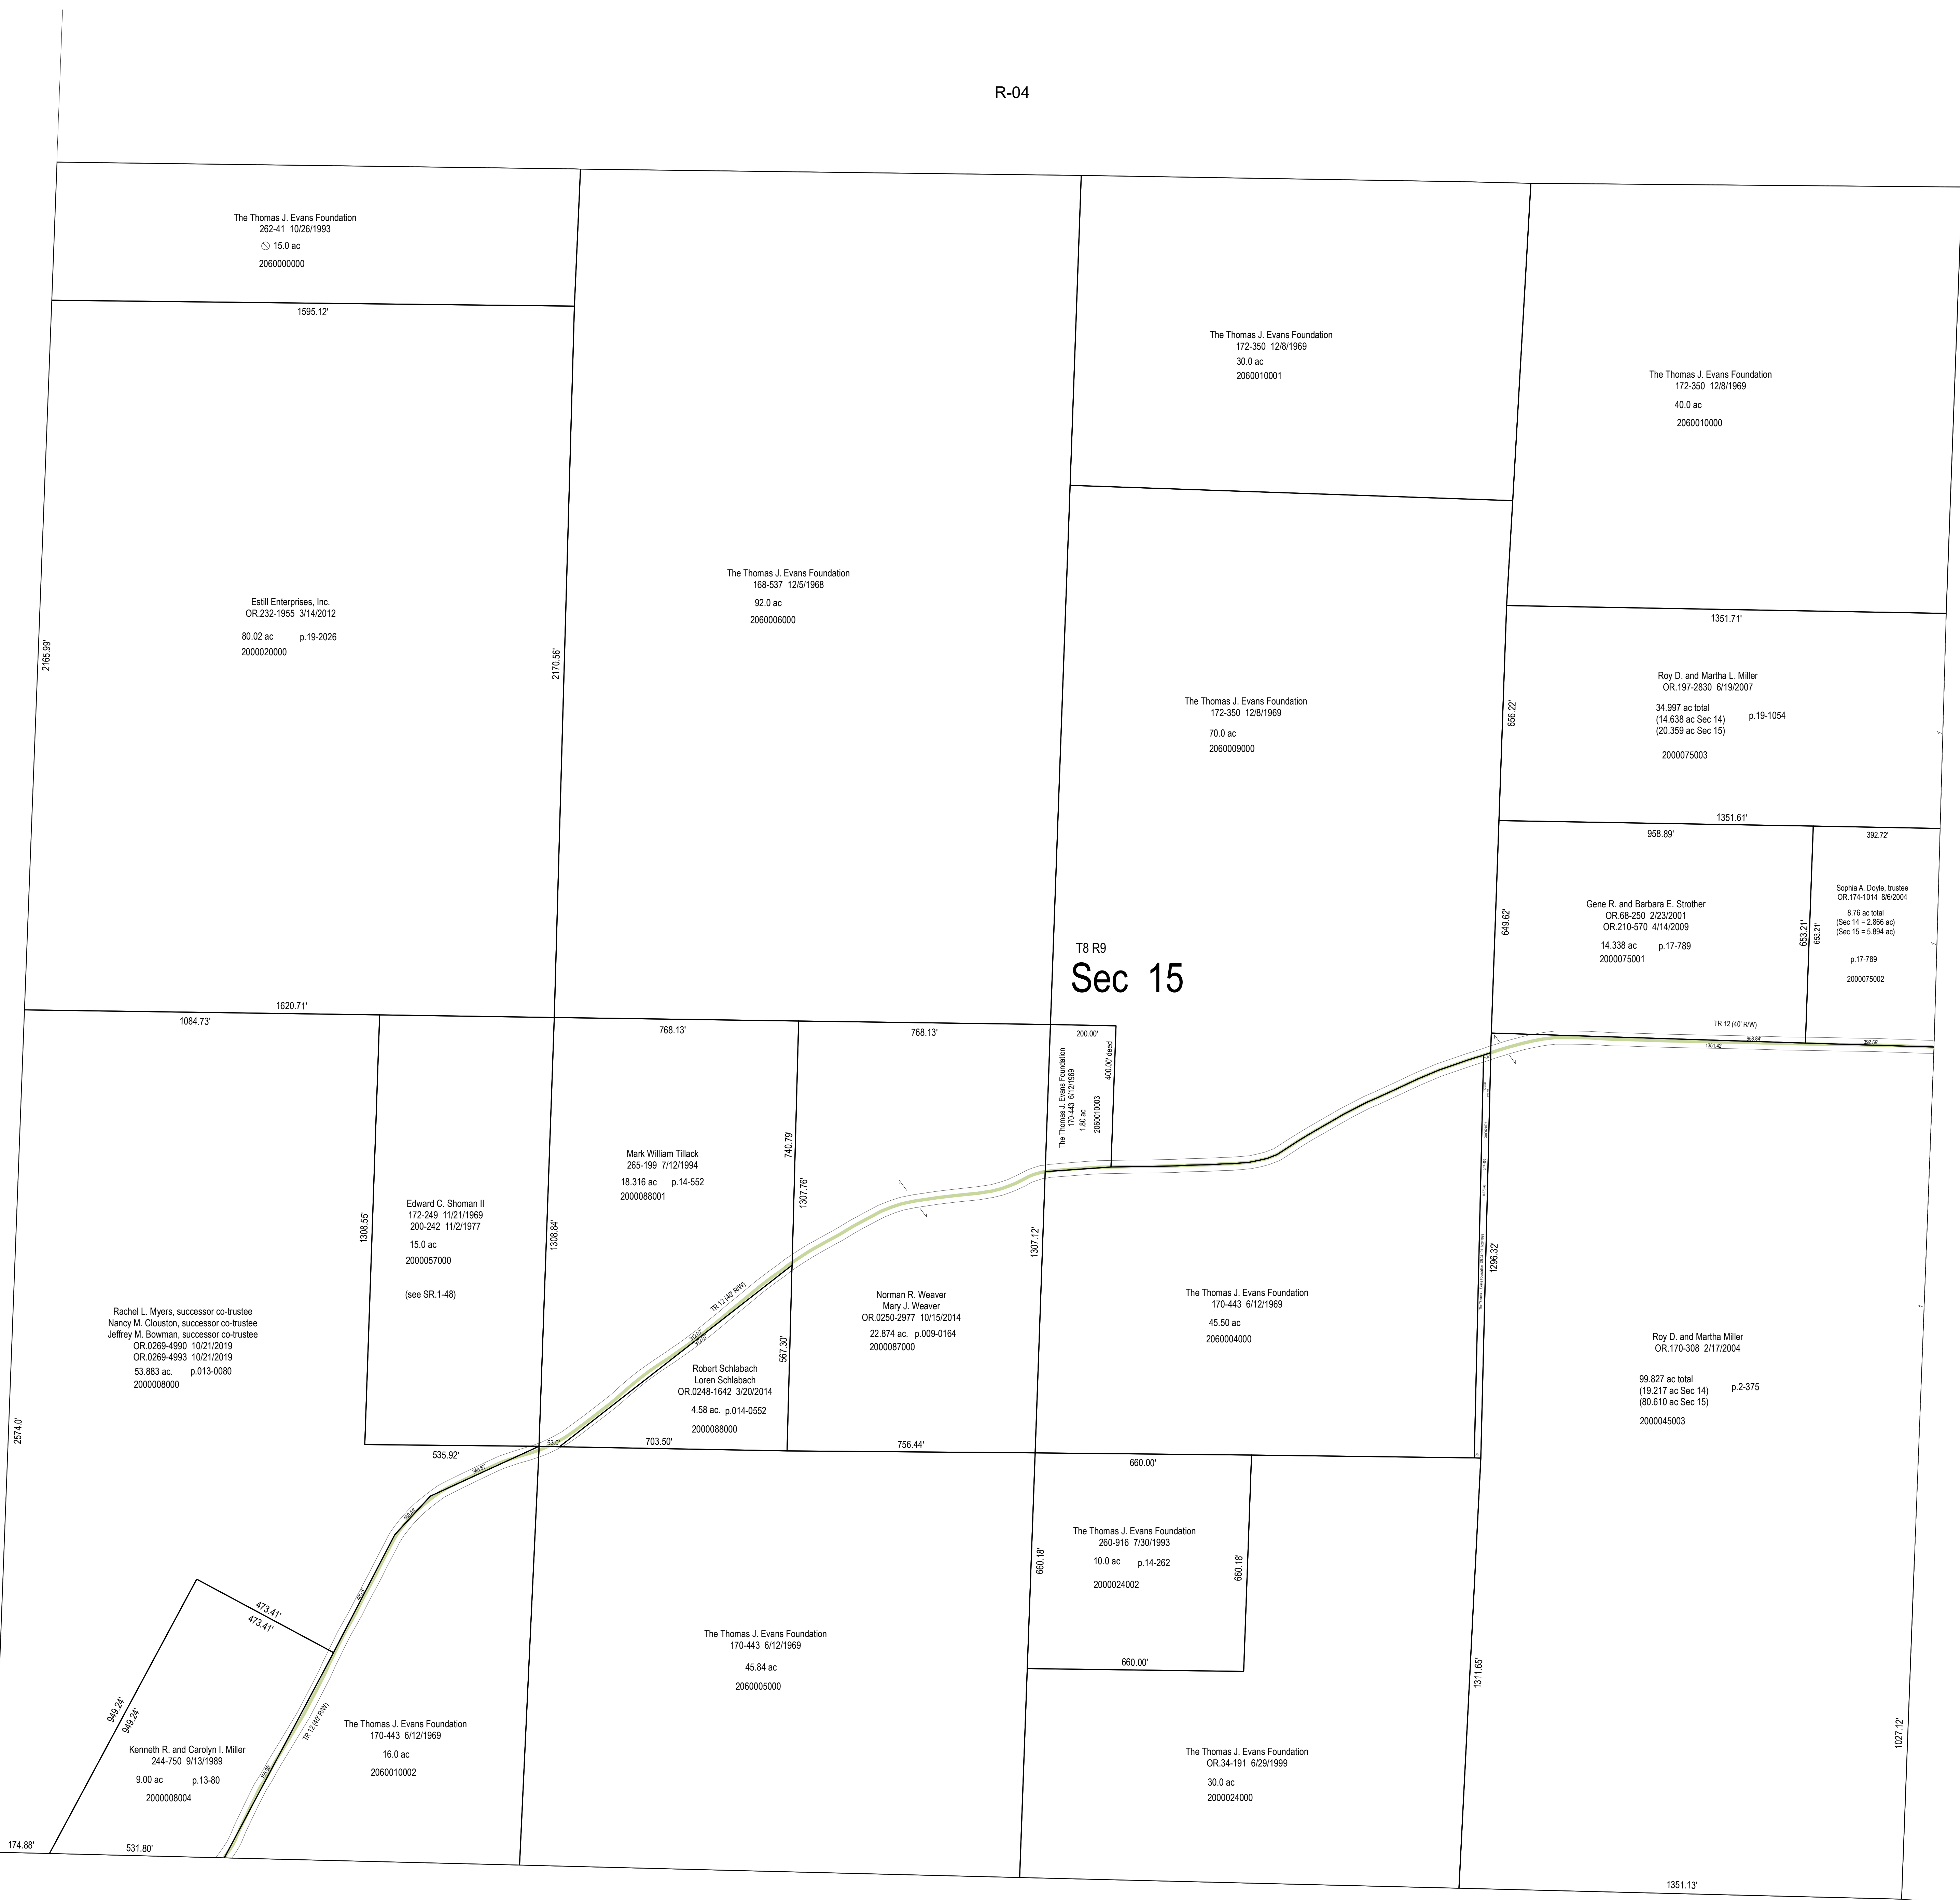 R-04
The Thomas J. Evans Foundation
262-41 10/26/1993
15.0 ac
2060000000
1595.12'
The Thomas J. Evans Foundation
172-350 12/8/1969
30.0 ac
2060010001
The Thomas J. Evans Foundation
172-350 12/8/1969
40.0 ac
2060010000
Estill Enterprises, Inc.
OR.232-1955 3/14/2012
80.02 ac p.19-2026
2000020000
2165.99'
2170.56'
The Thomas J. Evans Foundation
168-537 12/5/1968
92.0 ac
2060006000
The Thomas J. Evans Foundation
172-350 12/8/1969
70.0 ac
2060009000
1351.71'
Roy D. and Martha L. Miller
OR.197-2830 6/19/2007
34.997 ac total
(14.638 ac Sec 14) p.19-1054
(20.359 ac Sec 15)
2000075003
656.22'
1351.61'
958.89'
392.72'
Gene R. and Barbara E. Strother
OR.68-250 2/23/2001
OR.210-570 4/14/2009
14.338 ac p.17-789
2000075001
649.62'
653.21'
653.21'
Sophia A. Doyle, trustee
OR.174-1014 8/6/2004
8.76 ac total
(Sec 14 = 2.866 ac)
(Sec 15 = 5.894 ac)
p.17-789
2000075002
T8 R9
Sec 15
TR 12 (40' R/W)
958.84'
1351.42'
392.59'
1620.71'
1084.73'
768.13'
768.13'
200.00'
400.00' deed
The Thomas J. Evans Foundation
170-443 6/12/1969
1.80 ac
2060010003
Mark William Tillack
265-199 7/12/1994
18.316 ac p.14-552
2000088001
740.79'
1307.76'
Edward C. Shoman II
172-249 11/21/1969
200-242 11/2/1977
15.0 ac
2000057000
(see SR.1-48)
1308.55'
1308.84'
1307.12'
1296.32'
TR 12 (40' R/W)
Norman R. Weaver
Mary J. Weaver
OR.0250-2977 10/15/2014
22.874 ac. p.009-0164
2000087000
567.30'
Robert Schlabach
Loren Schlabach
OR.0248-1642 3/20/2014
4.58 ac. p.014-0552
2000088000
The Thomas J. Evans Foundation
170-443 6/12/1969
45.50 ac
2060004000
Rachel L. Myers, successor co-trustee
Nancy M. Clouston, successor co-trustee
Jeffrey M. Bowman, successor co-trustee
OR.0269-4990 10/21/2019
OR.0269-4993 10/21/2019
53.883 ac. p.013-0080
2000008000
2574.0'
Roy D. and Martha Miller
OR.170-308 2/17/2004
99.827 ac total
(19.217 ac Sec 14) p.2-375
(80.610 ac Sec 15)
2000045003
535.92'
53.0'
703.50'
756.44'
660.00'
The Thomas J. Evans Foundation
260-916 7/30/1993
10.0 ac p.14-262
2000024002
660.18'
660.18'
660.00'
473.41'
473.41'
949.24'
949.24'
Kenneth R. and Carolyn I. Miller
244-750 9/13/1989
9.00 ac p.13-80
2000008004
TR 12 (40' R/W)
The Thomas J. Evans Foundation
170-443 6/12/1969
16.0 ac
2060010002
The Thomas J. Evans Foundation
170-443 6/12/1969
45.84 ac
2060005000
The Thomas J. Evans Foundation
OR.34-191 6/29/1999
30.0 ac
2000024000
1311.65'
1027.12'
174.88'
531.80'
1351.13'